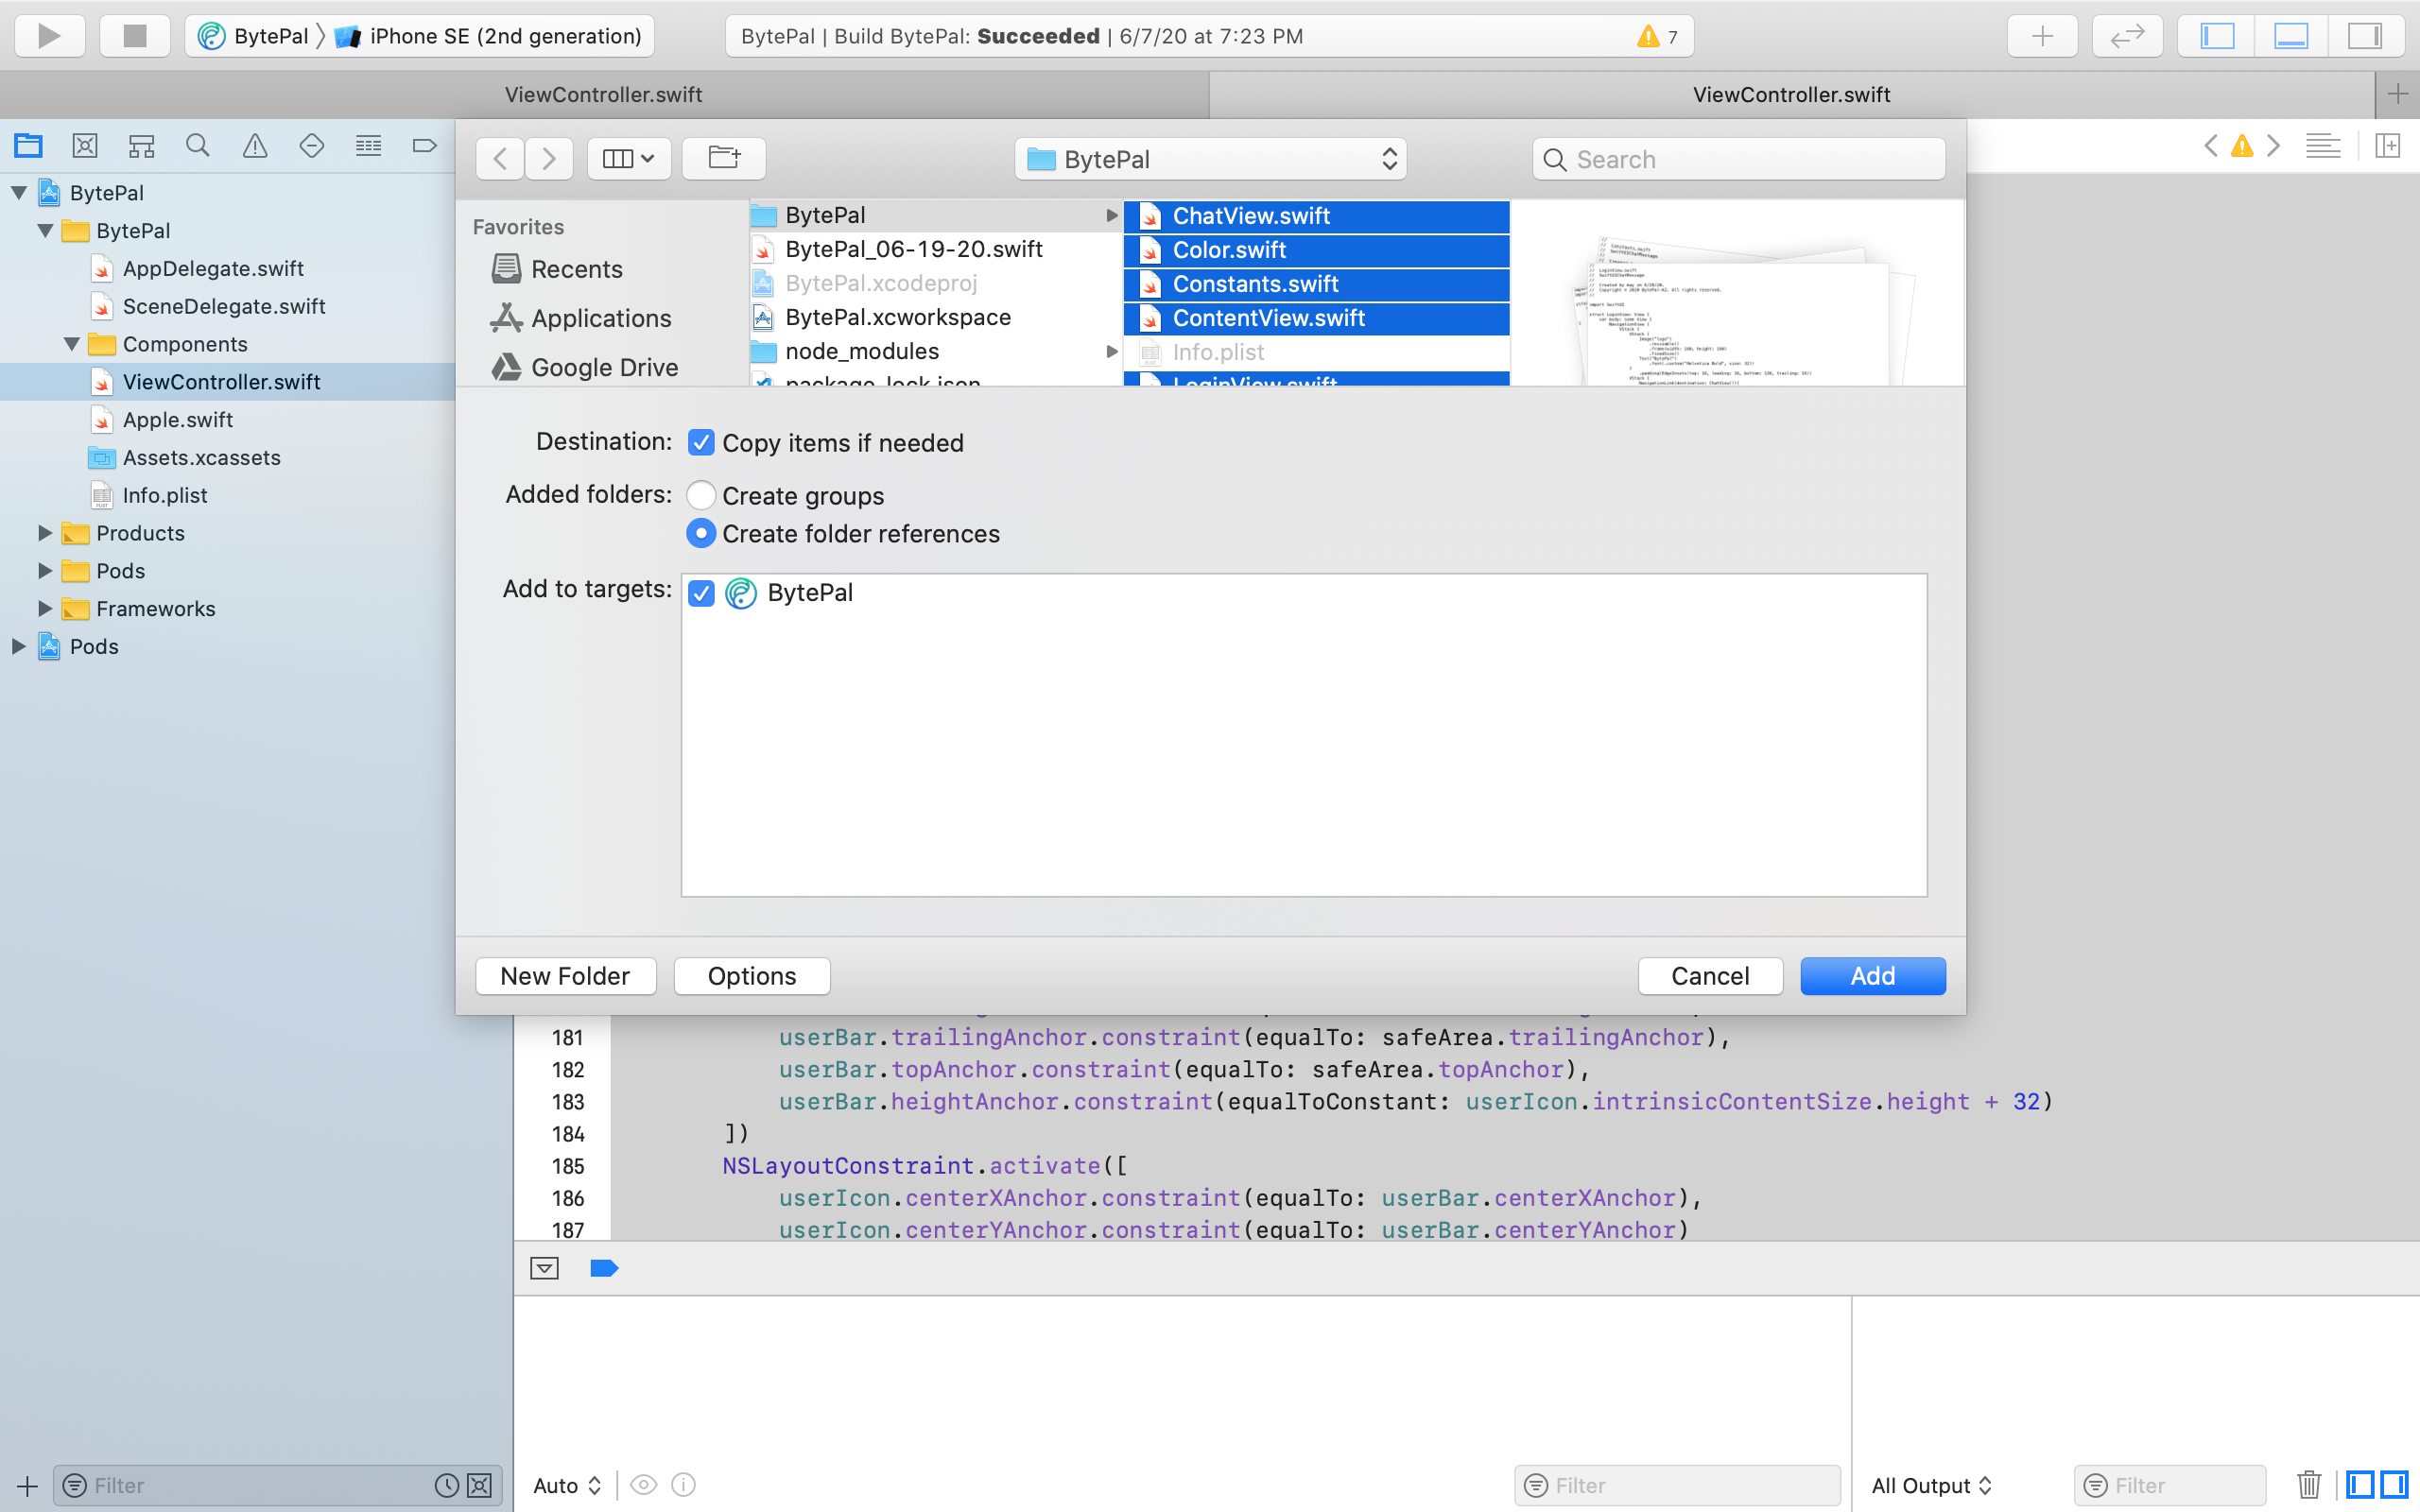 BytePal
iPhone SE (2nd generation)
BytePal | Build BytePal: Succeeded | 6/7/20 at 7:23 PM
7
ViewController.swift
ViewController.swift
BytePal
BytePal
AppDelegate.swift
SceneDelegate.swift
Components
ViewController.swift
Apple.swift
Assets.xcassets
Info.plist
Products
Pods
Frameworks
Pods
BytePal
Search
Favorites
Recents
Applications
Google Drive
BytePal
BytePal_06-19-20.swift
BytePal.xcodeproj
BytePal.xcworkspace
node_modules
package-lock.json
ChatView.swift
Color.swift
Constants.swift
ContentView.swift
Info.plist
LoginView.swift
Destination:
Copy items if needed
Added folders:
Create groups
Create folder references
Add to targets:
BytePal
New Folder
Options
Cancel
Add
181 userBar.trailingAnchor.constraint(equalTo: safeArea.trailingAnchor),
182 userBar.topAnchor.constraint(equalTo: safeArea.topAnchor),
183 userBar.heightAnchor.constraint(equalToConstant: userIcon.intrinsicContentSize.height + 32)
184 ])
185 NSLayoutConstraint.activate([
186 userIcon.centerXAnchor.constraint(equalTo: userBar.centerXAnchor),
187 userIcon.centerYAnchor.constraint(equalTo: userBar.centerYAnchor)
Filter
Auto
Filter
All Output
Filter